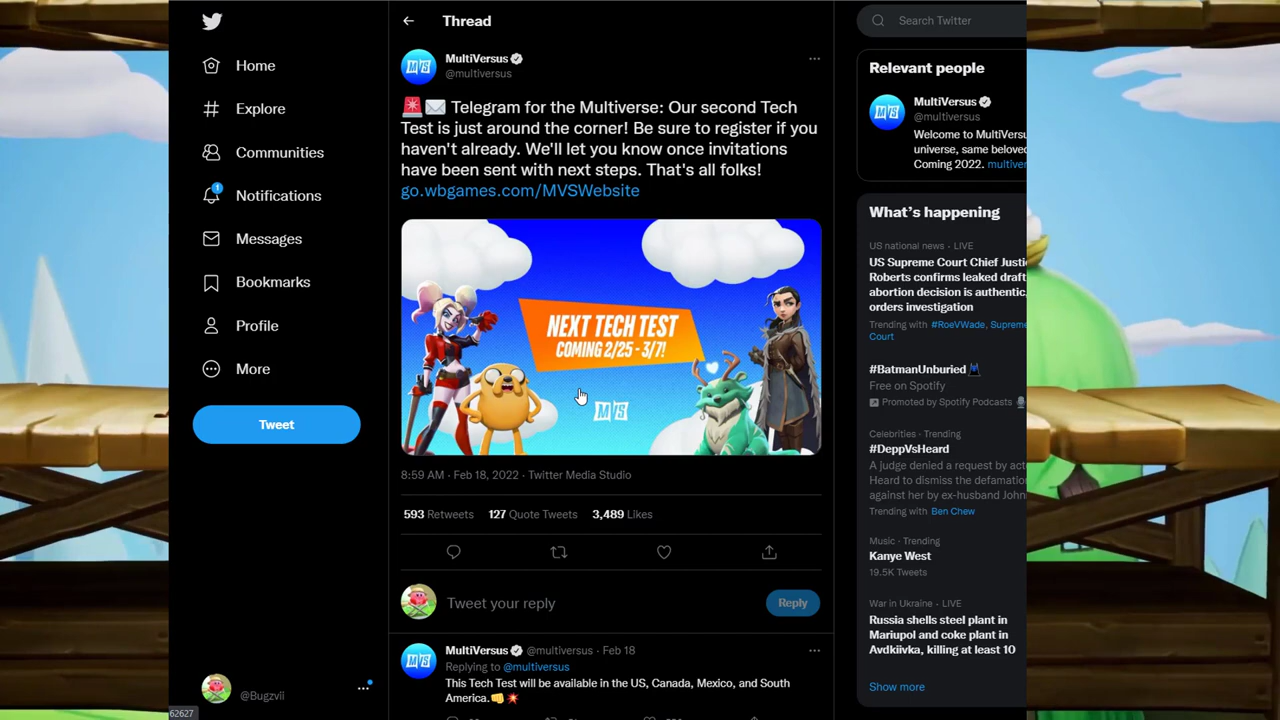 Home
Explore
Communities
1
Notifications
Messages
Bookmarks
Profile
More
Tweet
@Bugzvii
62627
Thread
MultiVersus
@multiversus
Telegram for the Multiverse: Our second Tech
Test is just around the corner! Be sure to register if you
haven't already. We'll let you know once invitations
have been sent with next steps. That's all folks!
go.wbgames.com/MVSWebsite
NEXT TECH TEST
COMING 2/25 - 3/7!
MVS
8:59 AM · Feb 18, 2022 · Twitter Media Studio
593 Retweets 127 Quote Tweets 3,489 Likes
Tweet your reply
Reply
MultiVersus @multiversus · Feb 18
Replying to @multiversus
This Tech Test will be available in the US, Canada, Mexico, and South
America.
Search Twitter
Relevant people
MultiVersus
@multiversus
Welcome to MultiVersu
universe, same belove
Coming 2022. multiver
What's happening
US national news · LIVE
US Supreme Court Chief Justi
Roberts confirms leaked draft
abortion decision is authentic,
orders investigation
Trending with #RoeVWade, Supreme
Court
#BatmanUnburied
Free on Spotify
Promoted by Spotify Podcasts
Celebrities · Trending
#DeppVsHeard
A judge denied a request by act
Heard to dismiss the defamation
against her by ex-husband John
Trending with Ben Chew
Music · Trending
Kanye West
19.5K Tweets
War in Ukraine · LIVE
Russia shells steel plant in
Mariupol and coke plant in
Avdkiivka, killing at least 10
Show more